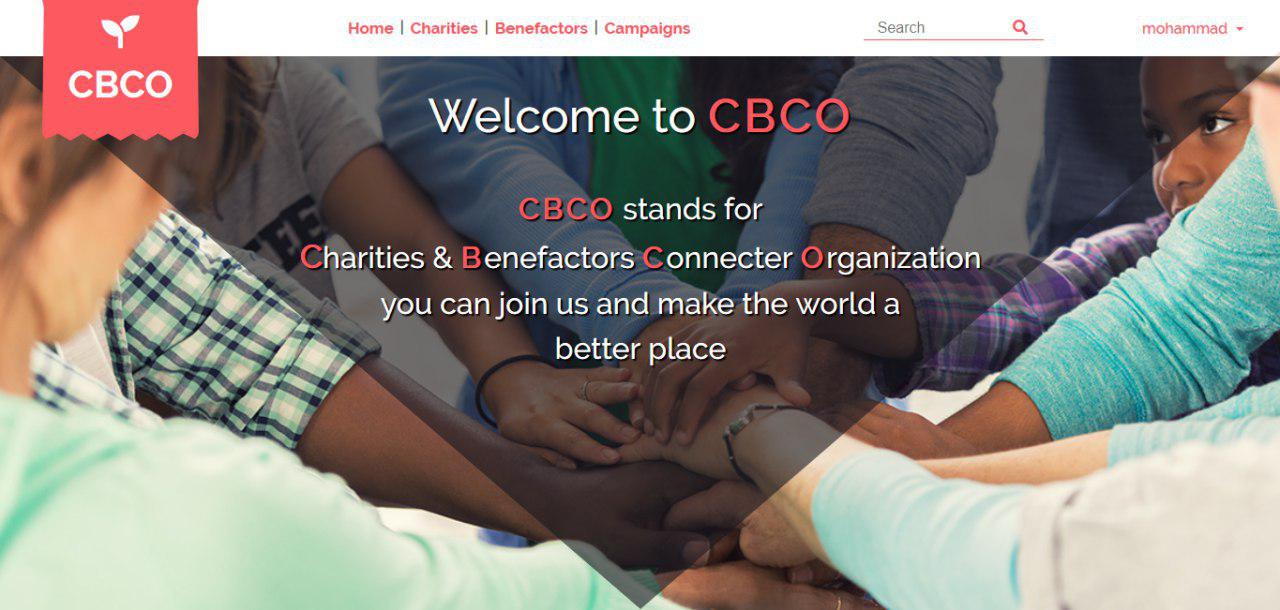 CBCO
Home | Charities | Benefactors | Campaigns
Search
mohammad
Welcome to CBCO
CBCO stands for
Charities & Benefactors Connecter Organization
you can join us and make the world a
better place